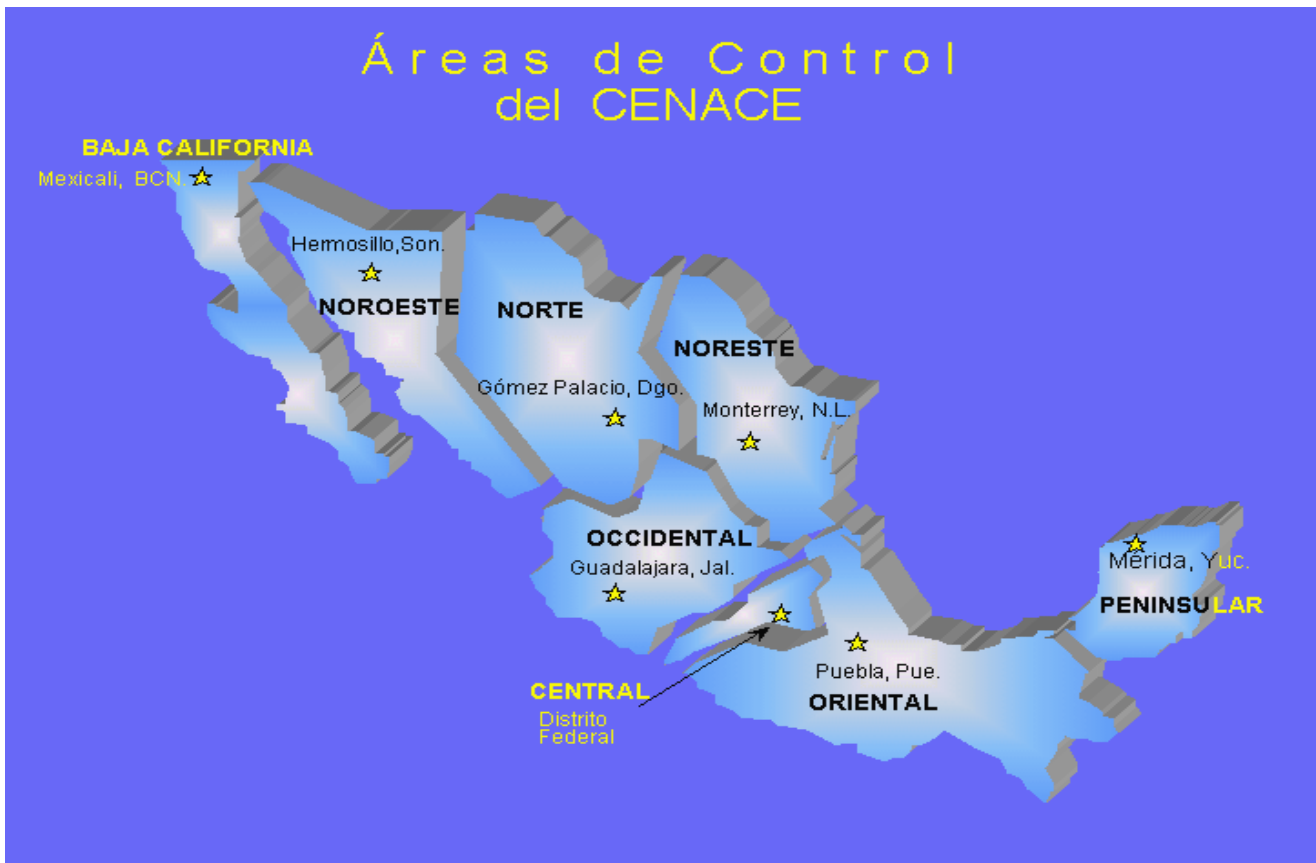 Áreas de Control
del CENACE
BAJA CALIFORNIA
Mexicali, BCN.
Hermosillo,Son.
NOROESTE
NORTE
Gómez Palacio, Dgo.
NORESTE
Monterrey, N.L.
OCCIDENTAL
Guadalajara, Jal.
Mérida, Yuc.
PENINSULAR
Puebla, Pue.
ORIENTAL
CENTRAL
Distrito
Federal